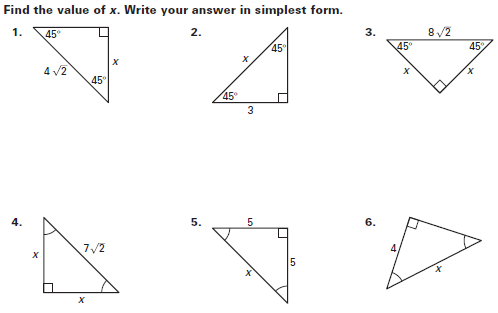 Find the value of x. Write your answer in simplest form.
1. 45° x 4 √2 45°
2. 45° x 45° 3
3. 8 √2 45° 45° x x
4. x 7√2 x
5. 5 5 x
6. 4 x